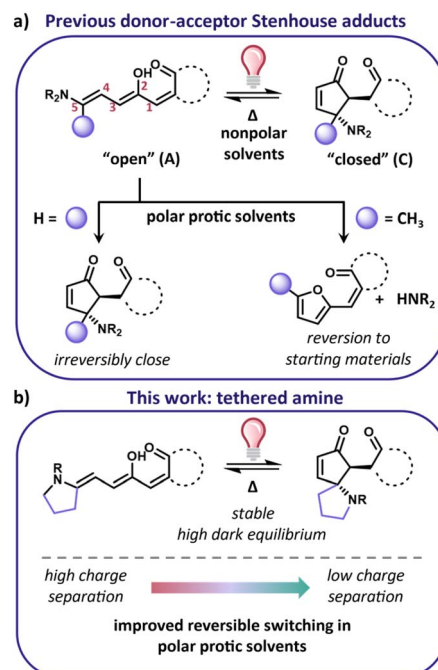 a) Previous donor-acceptor Stenhouse adducts
R₂N 5 4 3 OH 2 1 O
Δ
nonpolar
solvents
O O
NR₂
"open" (A)
"closed" (C)
H =
polar protic solvents
= CH₃
O O
NR₂
irreversibly close
O O
+ HNR₂
reversion to
starting materials
b) This work: tethered amine
R
N OH O
Δ
stable
high dark equilibrium
O O
NR
high charge
separation
low charge
separation
improved reversible switching in
polar protic solvents